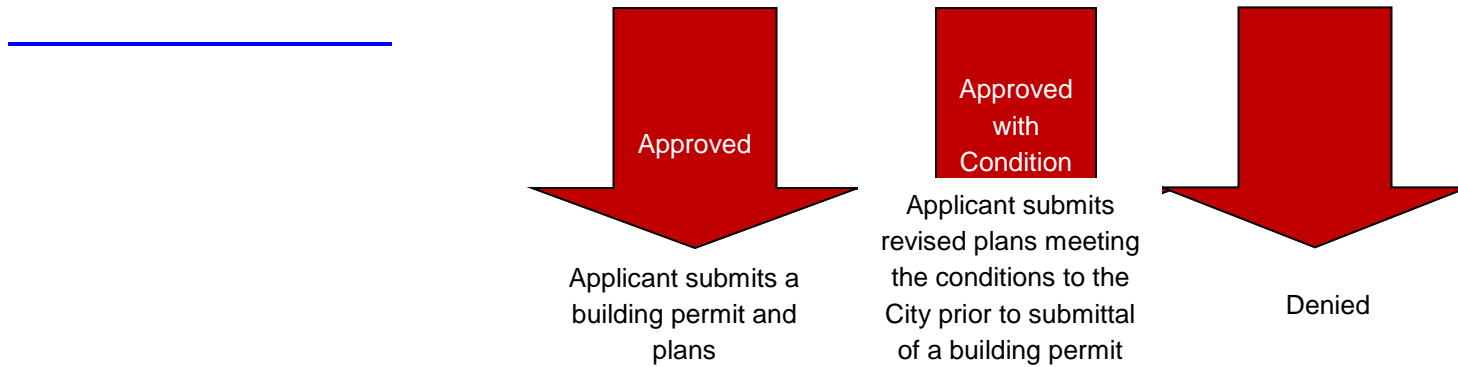 Approved
Applicant submits a
building permit and
plans
Approved
with
Condition
Applicant submits
revised plans meeting
the conditions to the
City prior to submittal
of a building permit
Denied